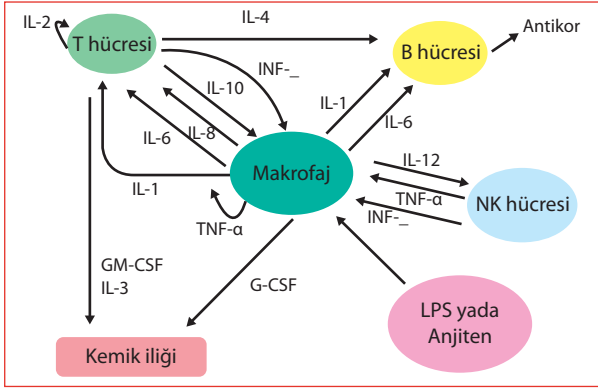 IL-2
T hücresi
IL-4
B hücresi
Antikor
INF-_
IL-10
IL-8
IL-6
IL-1
IL-1
IL-6
Makrofaj
IL-12
TNF-α
INF-_
NK hücresi
TNF-α
GM-CSF
IL-3
G-CSF
LPS yada
Anjiten
Kemik iliği